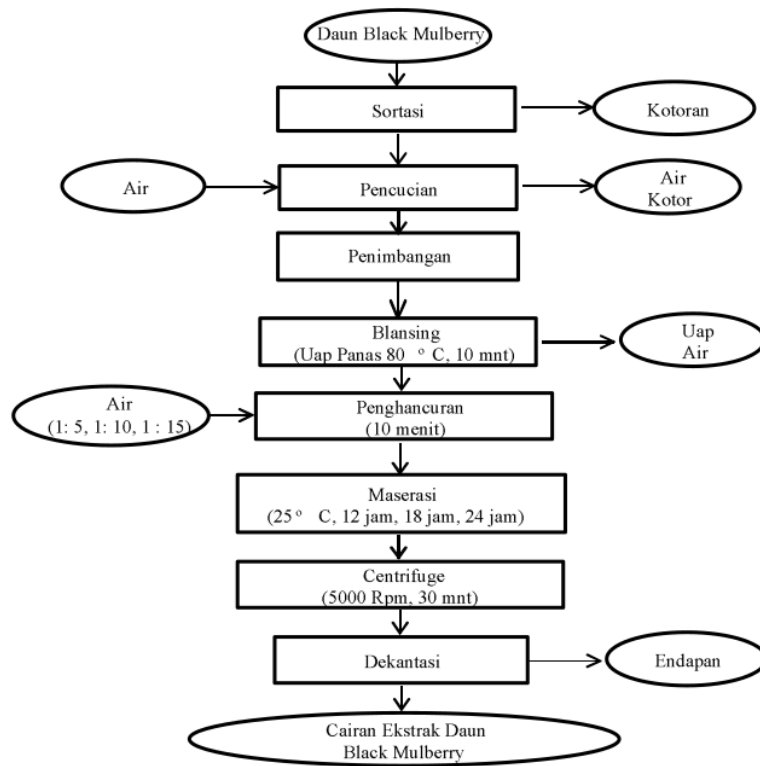 Daun Black Mulberry
Sortasi
Kotoran
Air
Pencucian
Air
Kotor
Penimbangan
Blansing
(Uap Panas 80 ° C, 10 mnt)
Uap
Air
Air
(1: 5, 1: 10, 1 : 15)
Penghancuran
(10 menit)
Maserasi
(25 ° C, 12 jam, 18 jam, 24 jam)
Centrifuge
(5000 Rpm, 30 mnt)
Dekantasi
Endapan
Cairan Ekstrak Daun
Black Mulberry